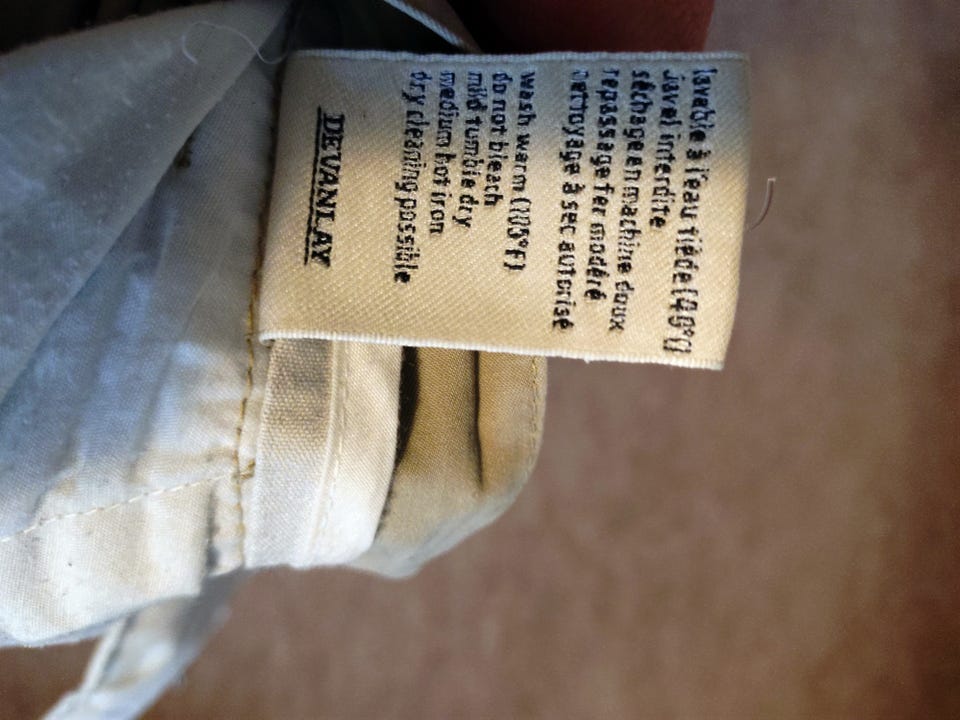 lavable à l'eau tiède (40°C)
Javel interdite
séchage en machine doux
repassage fer modéré
nettoyage à sec autorisé
wash warm (105°F)
do not bleach
mild tumble dry
medium hot iron
dry cleaning possible
DEVANLAY